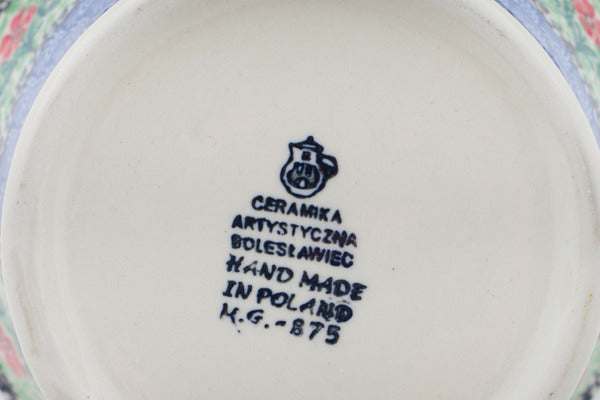 CERAMIKA
ARTYSTYCZNA
BOLESŁAWIEC
HAND MADE
IN POLAND
M.G.-875